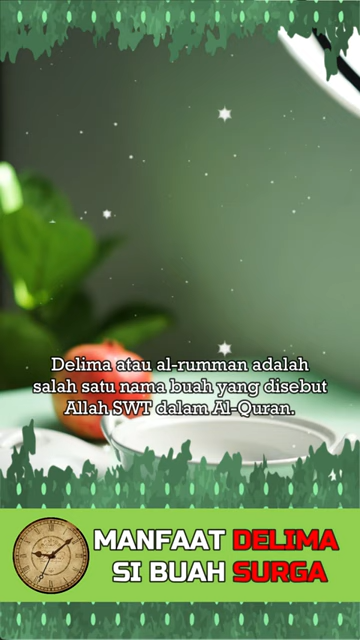 Delima atau al-rumman adalah
salah satu nama buah yang disebut
Allah SWT dalam Al-Quran.
MANFAAT DELIMA
SI BUAH SURGA